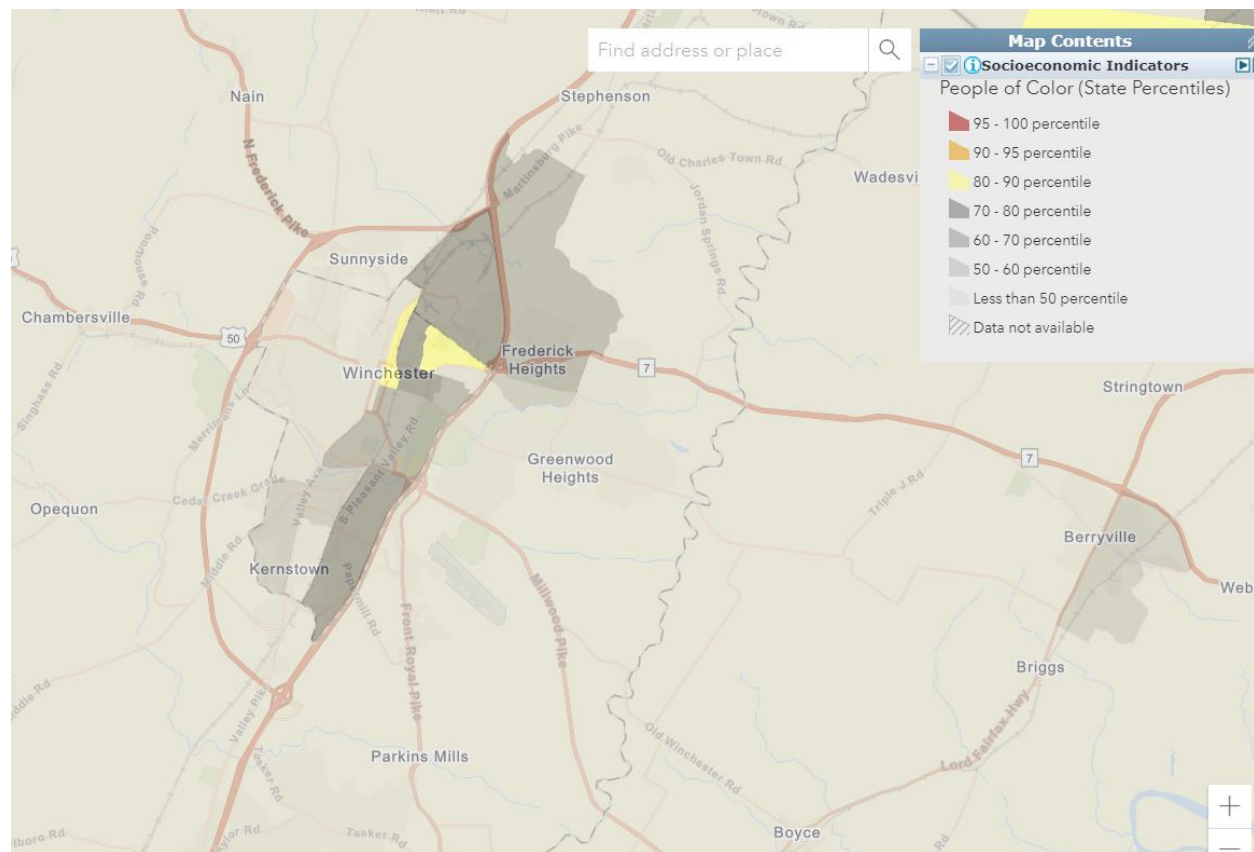 Find address or place
Map Contents
Socioeconomic Indicators
People of Color (State Percentiles)
95 - 100 percentile
90 - 95 percentile
80 - 90 percentile
70 - 80 percentile
60 - 70 percentile
50 - 60 percentile
Less than 50 percentile
Data not available
Nain
Stephenson
N Frederick Pike
Martinsburg Pike
Old Charles Town Rd
Jordan Springs Rd
Wadesvi
Poorhouse Rd
Sunnyside
Chambersville
50
Winchester
Frederick
Heights
7
Stringtown
Singhass Rd
Merrimans Ln
Greenwood
Heights
7
Opequon
Cedar Creek Grade
Valley Ave
S Pleasant Valley Rd
Triple J Rd
Berryville
Middle Rd
Kernstown
Papermill Rd
Web
Front Royal Pike
Millwood Pike
Briggs
Valley Pike
Old Winchester Rd
Lord Fairfax Hwy
Tasker Rd
Parkins Mills
Tasker Rd
Boyce
Rd
+
−